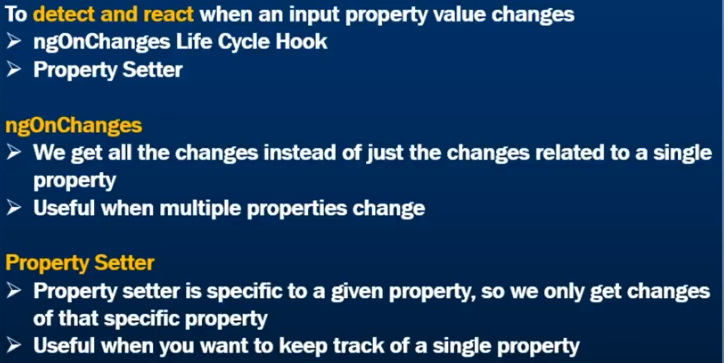 To detect and react when an input property value changes
➢ ngOnChanges Life Cycle Hook
➢ Property Setter
ngOnChanges
➢ We get all the changes instead of just the changes related to a single
property
➢ Useful when multiple properties change
Property Setter
➢ Property setter is specific to a given property, so we only get changes
of that specific property
➢ Useful when you want to keep track of a single property